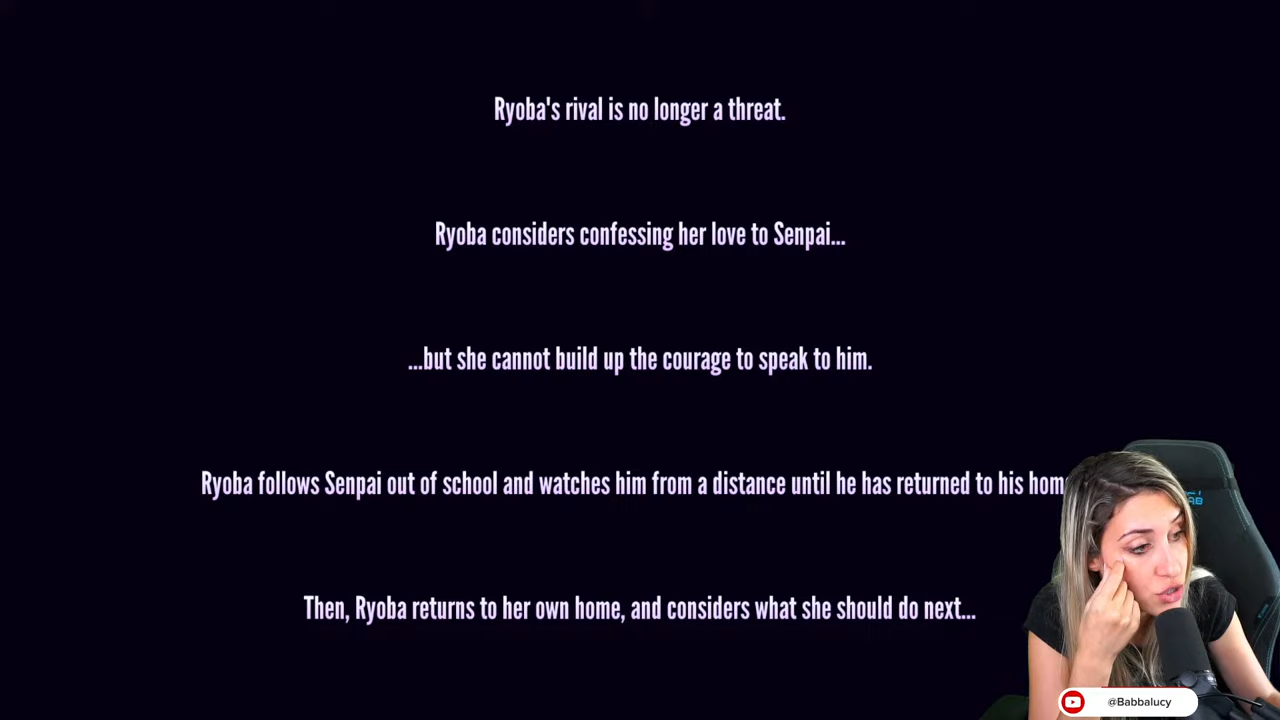 Ryoba's rival is no longer a threat.
Ryoba considers confessing her love to Senpai...
...but she cannot build up the courage to speak to him.
Ryoba follows Senpai out of school and watches him from a distance until he has returned to his hom
Then, Ryoba returns to her own home, and considers what she should do next...
AB
@Babbalucy